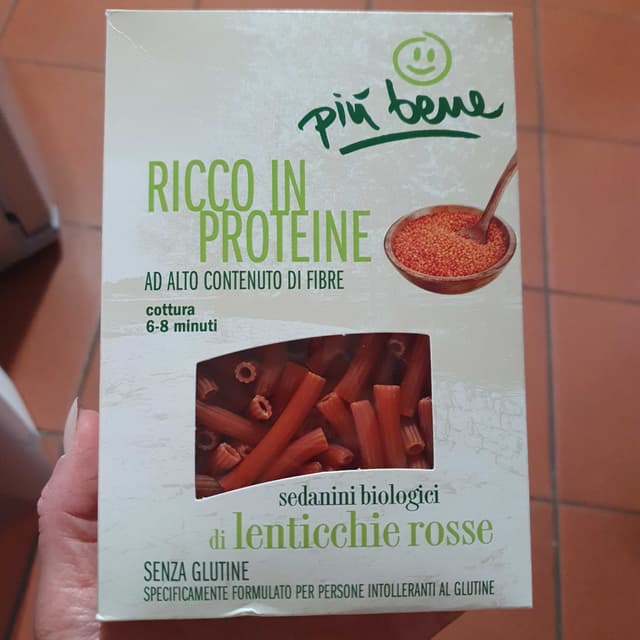 più bene
RICCO IN
PROTEINE
AD ALTO CONTENUTO DI FIBRE
cottura
6-8 minuti
sedanini biologici
di lenticchie rosse
SENZA GLUTINE
SPECIFICAMENTE FORMULATO PER PERSONE INTOLLERANTI AL GLUTINE